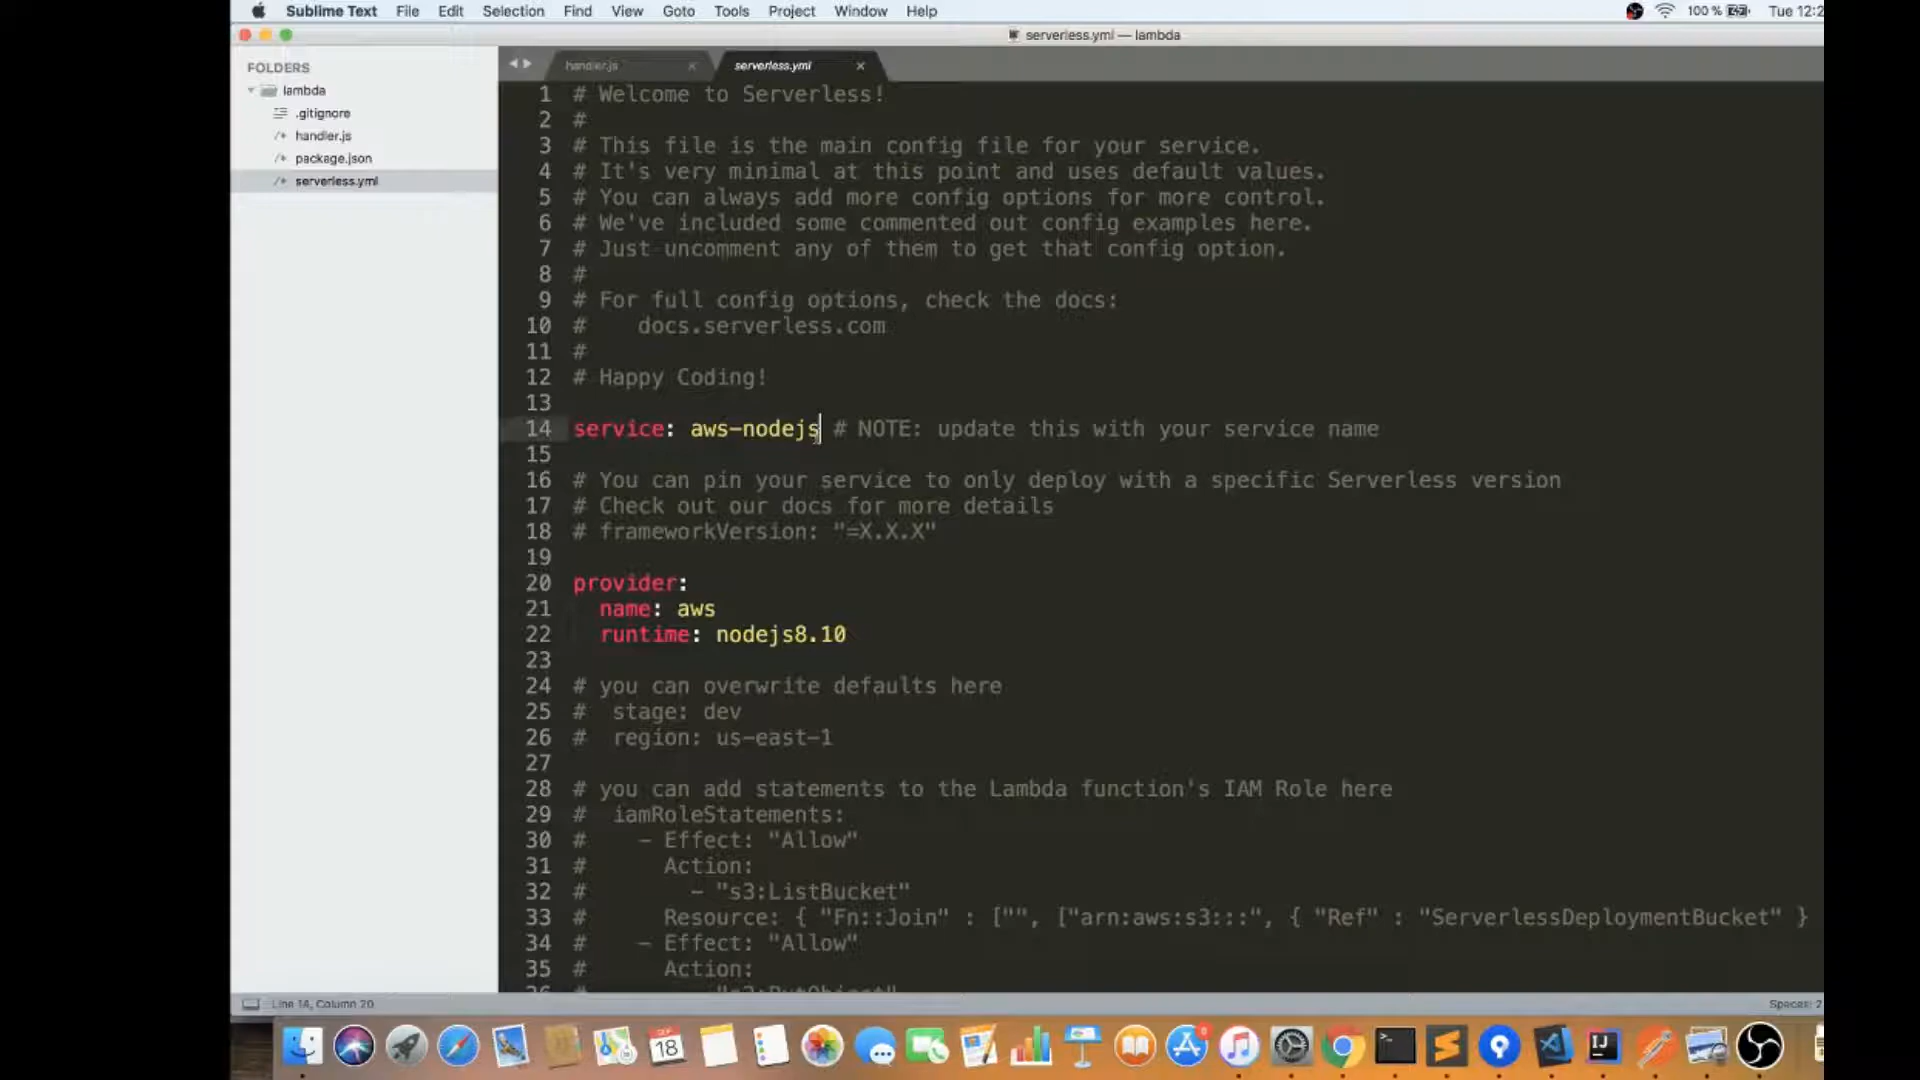 Sublime Text File Edit Selection Find View Goto Tools Project Window Help 100 % Tue 12:2
serverless.yml — lambda
FOLDERS
lambda
.gitignore
handler.js
package.json
serverless.yml
handler.js serverless.yml
1 # Welcome to Serverless!
2 #
3 # This file is the main config file for your service.
4 # It's very minimal at this point and uses default values.
5 # You can always add more config options for more control.
6 # We've included some commented out config examples here.
7 # Just uncomment any of them to get that config option.
8 #
9 # For full config options, check the docs:
10 #    docs.serverless.com
11 #
12 # Happy Coding!
13
14 service: aws-nodejs # NOTE: update this with your service name
15
16 # You can pin your service to only deploy with a specific Serverless version
17 # Check out our docs for more details
18 # frameworkVersion: "=X.X.X"
19
20 provider:
21   name: aws
22   runtime: nodejs8.10
23
24 # you can overwrite defaults here
25 #  stage: dev
26 #  region: us-east-1
27
28 # you can add statements to the Lambda function's IAM Role here
29 #  iamRoleStatements:
30 #    - Effect: "Allow"
31 #      Action:
32 #        - "s3:ListBucket"
33 #      Resource: { "Fn::Join" : ["", ["arn:aws:s3:::", { "Ref" : "ServerlessDeploymentBucket" }
34 #    - Effect: "Allow"
35 #      Action:
Line 14, Column 20
Spaces: 2
18
IJ